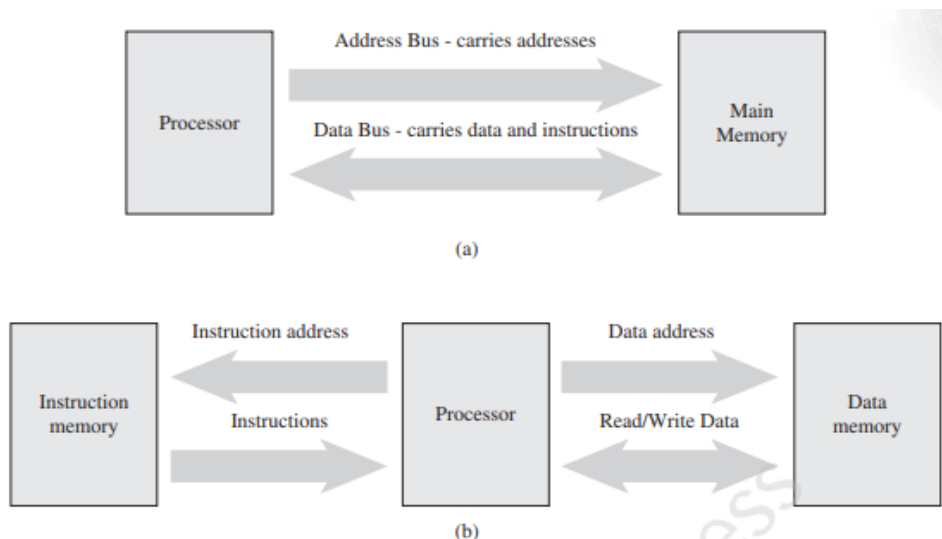 Address Bus - carries addresses
Processor
Main
Memory
Data Bus - carries data and instructions
(a)
Instruction address
Data address
Instruction
memory
Processor
Data
memory
Instructions
Read/Write Data
(b)